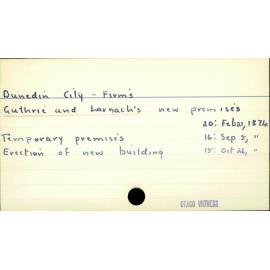 Dunedin City - Firms
Guthrie and Larnach's new premises
20: Feb 21, 1874
Temporary premises 16: Sep 5, "
Erection of new building 15: Oct 26, "
OTAGO WITNESS